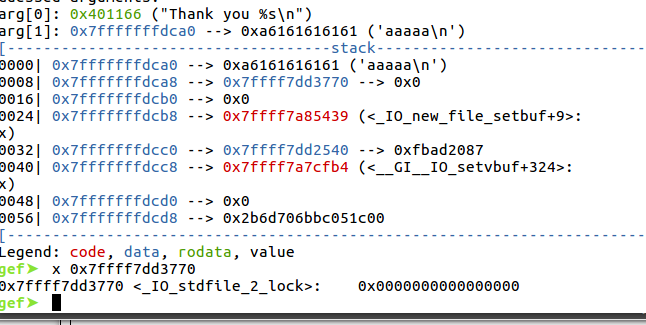 arg[0]: 0x401166 ("Thank you %s\n")
arg[1]: 0x7fffffffdca0 --> 0xa6161616161 ('aaaaa\n')
[------------------------------------stack-----------------------------------
0000| 0x7fffffffdca0 --> 0xa6161616161 ('aaaaa\n')
0008| 0x7fffffffdca8 --> 0x7ffff7dd3770 --> 0x0
0016| 0x7fffffffdcb0 --> 0x0
0024| 0x7fffffffdcb8 --> 0x7ffff7a85439 (<_IO_new_file_setbuf+9>:
x)
0032| 0x7fffffffdcc0 --> 0x7ffff7dd2540 --> 0xfbad2087
0040| 0x7fffffffdcc8 --> 0x7ffff7a7cfb4 (<__GI__IO_setvbuf+324>:
x)
0048| 0x7fffffffdcd0 --> 0x0
0056| 0x7fffffffdcd8 --> 0x2b6d706bbc051c00
[-----------------------------------------------------------------------------
Legend: code, data, rodata, value
gef➤ x 0x7ffff7dd3770
0x7ffff7dd3770 <_IO_stdfile_2_lock>: 0x0000000000000000
gef➤